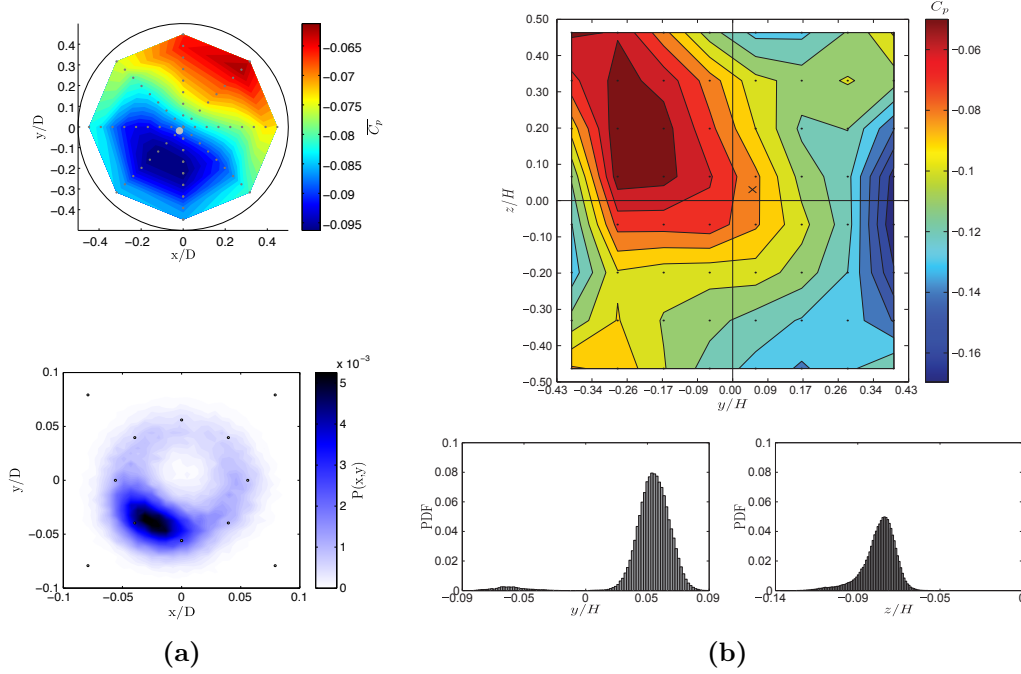 0.4
0.3
0.2
0.1
0
−0.1
−0.2
−0.3
−0.4
y/D
−0.4 −0.2 0 0.2 0.4
x/D
−0.065
−0.07
−0.075
−0.08
−0.085
−0.09
−0.095
C_p
0.1
0.05
0
−0.05
−0.1
y/D
−0.1 −0.05 0 0.05 0.1
x/D
x 10⁻³
5
4
3
2
1
0
P(x,y)
(a)
0.50
0.40
0.30
0.20
0.10
0.00
−0.10
−0.20
−0.30
−0.40
−0.50
z/H
−0.43 −0.34 −0.26 −0.17 −0.09 0.00 0.09 0.17 0.26 0.34 0.43
y/H
C_p
−0.06
−0.08
−0.1
−0.12
−0.14
−0.16
0.1
0.08
0.06
0.04
0.02
0
PDF
−0.09 −0.05 0 0.05 0.09
y/H
0.1
0.08
0.06
0.04
0.02
0
PDF
−0.14 −0.09 −0.05 0
z/H
(b)